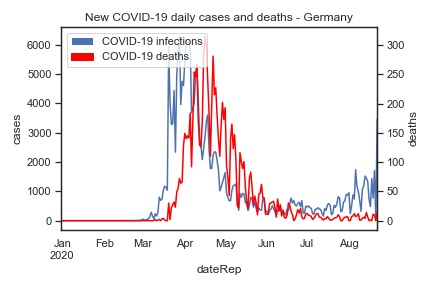 New COVID-19 daily cases and deaths - Germany
COVID-19 infections
COVID-19 deaths
cases
6000
5000
4000
3000
2000
1000
0
deaths
300
250
200
150
100
50
0
Jan Feb Mar Apr May Jun Jul Aug
2020
dateRep